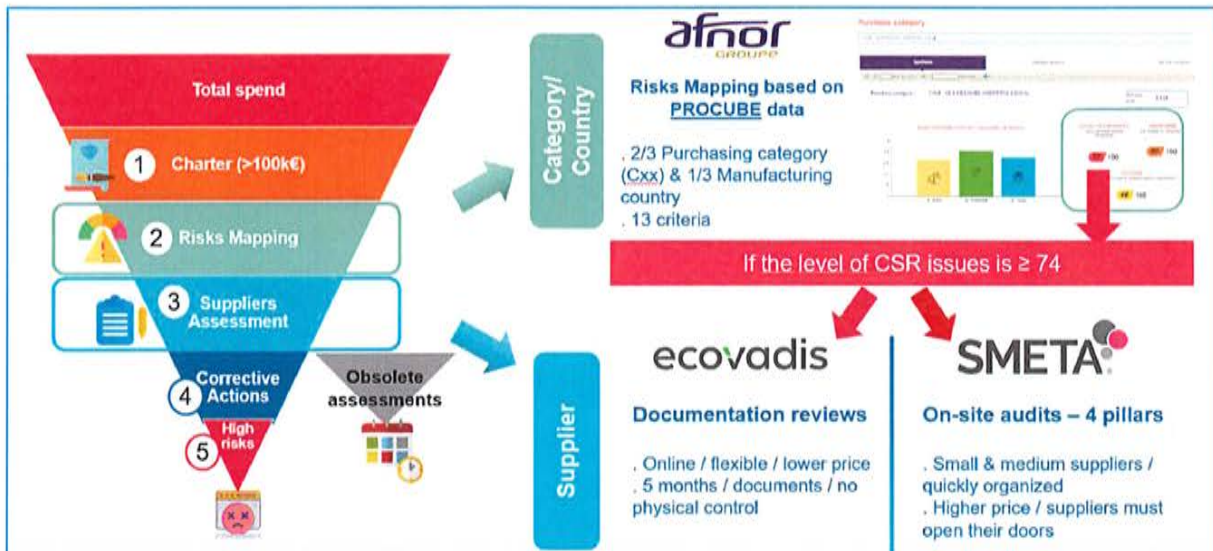 Total spend
1
Charter (>100k€)
2
Risks Mapping
3
Suppliers
Assessment
4
Corrective
Actions
Obsolete
assessments
5
High
risks
Category/
Country
Supplier
afnor
GROUPE
Risks Mapping based on
PROCUBE data
. 2/3 Purchasing category
(Cxx) & 1/3 Manufacturing
country
. 13 criteria
Purchase category
If the level of CSR issues is ≥ 74
ecovadis
Documentation reviews
. Online / flexible / lower price
. 5 months / documents / no
physical control
SMETA
On-site audits – 4 pillars
. Small & medium suppliers /
quickly organized
. Higher price / suppliers must
open their doors